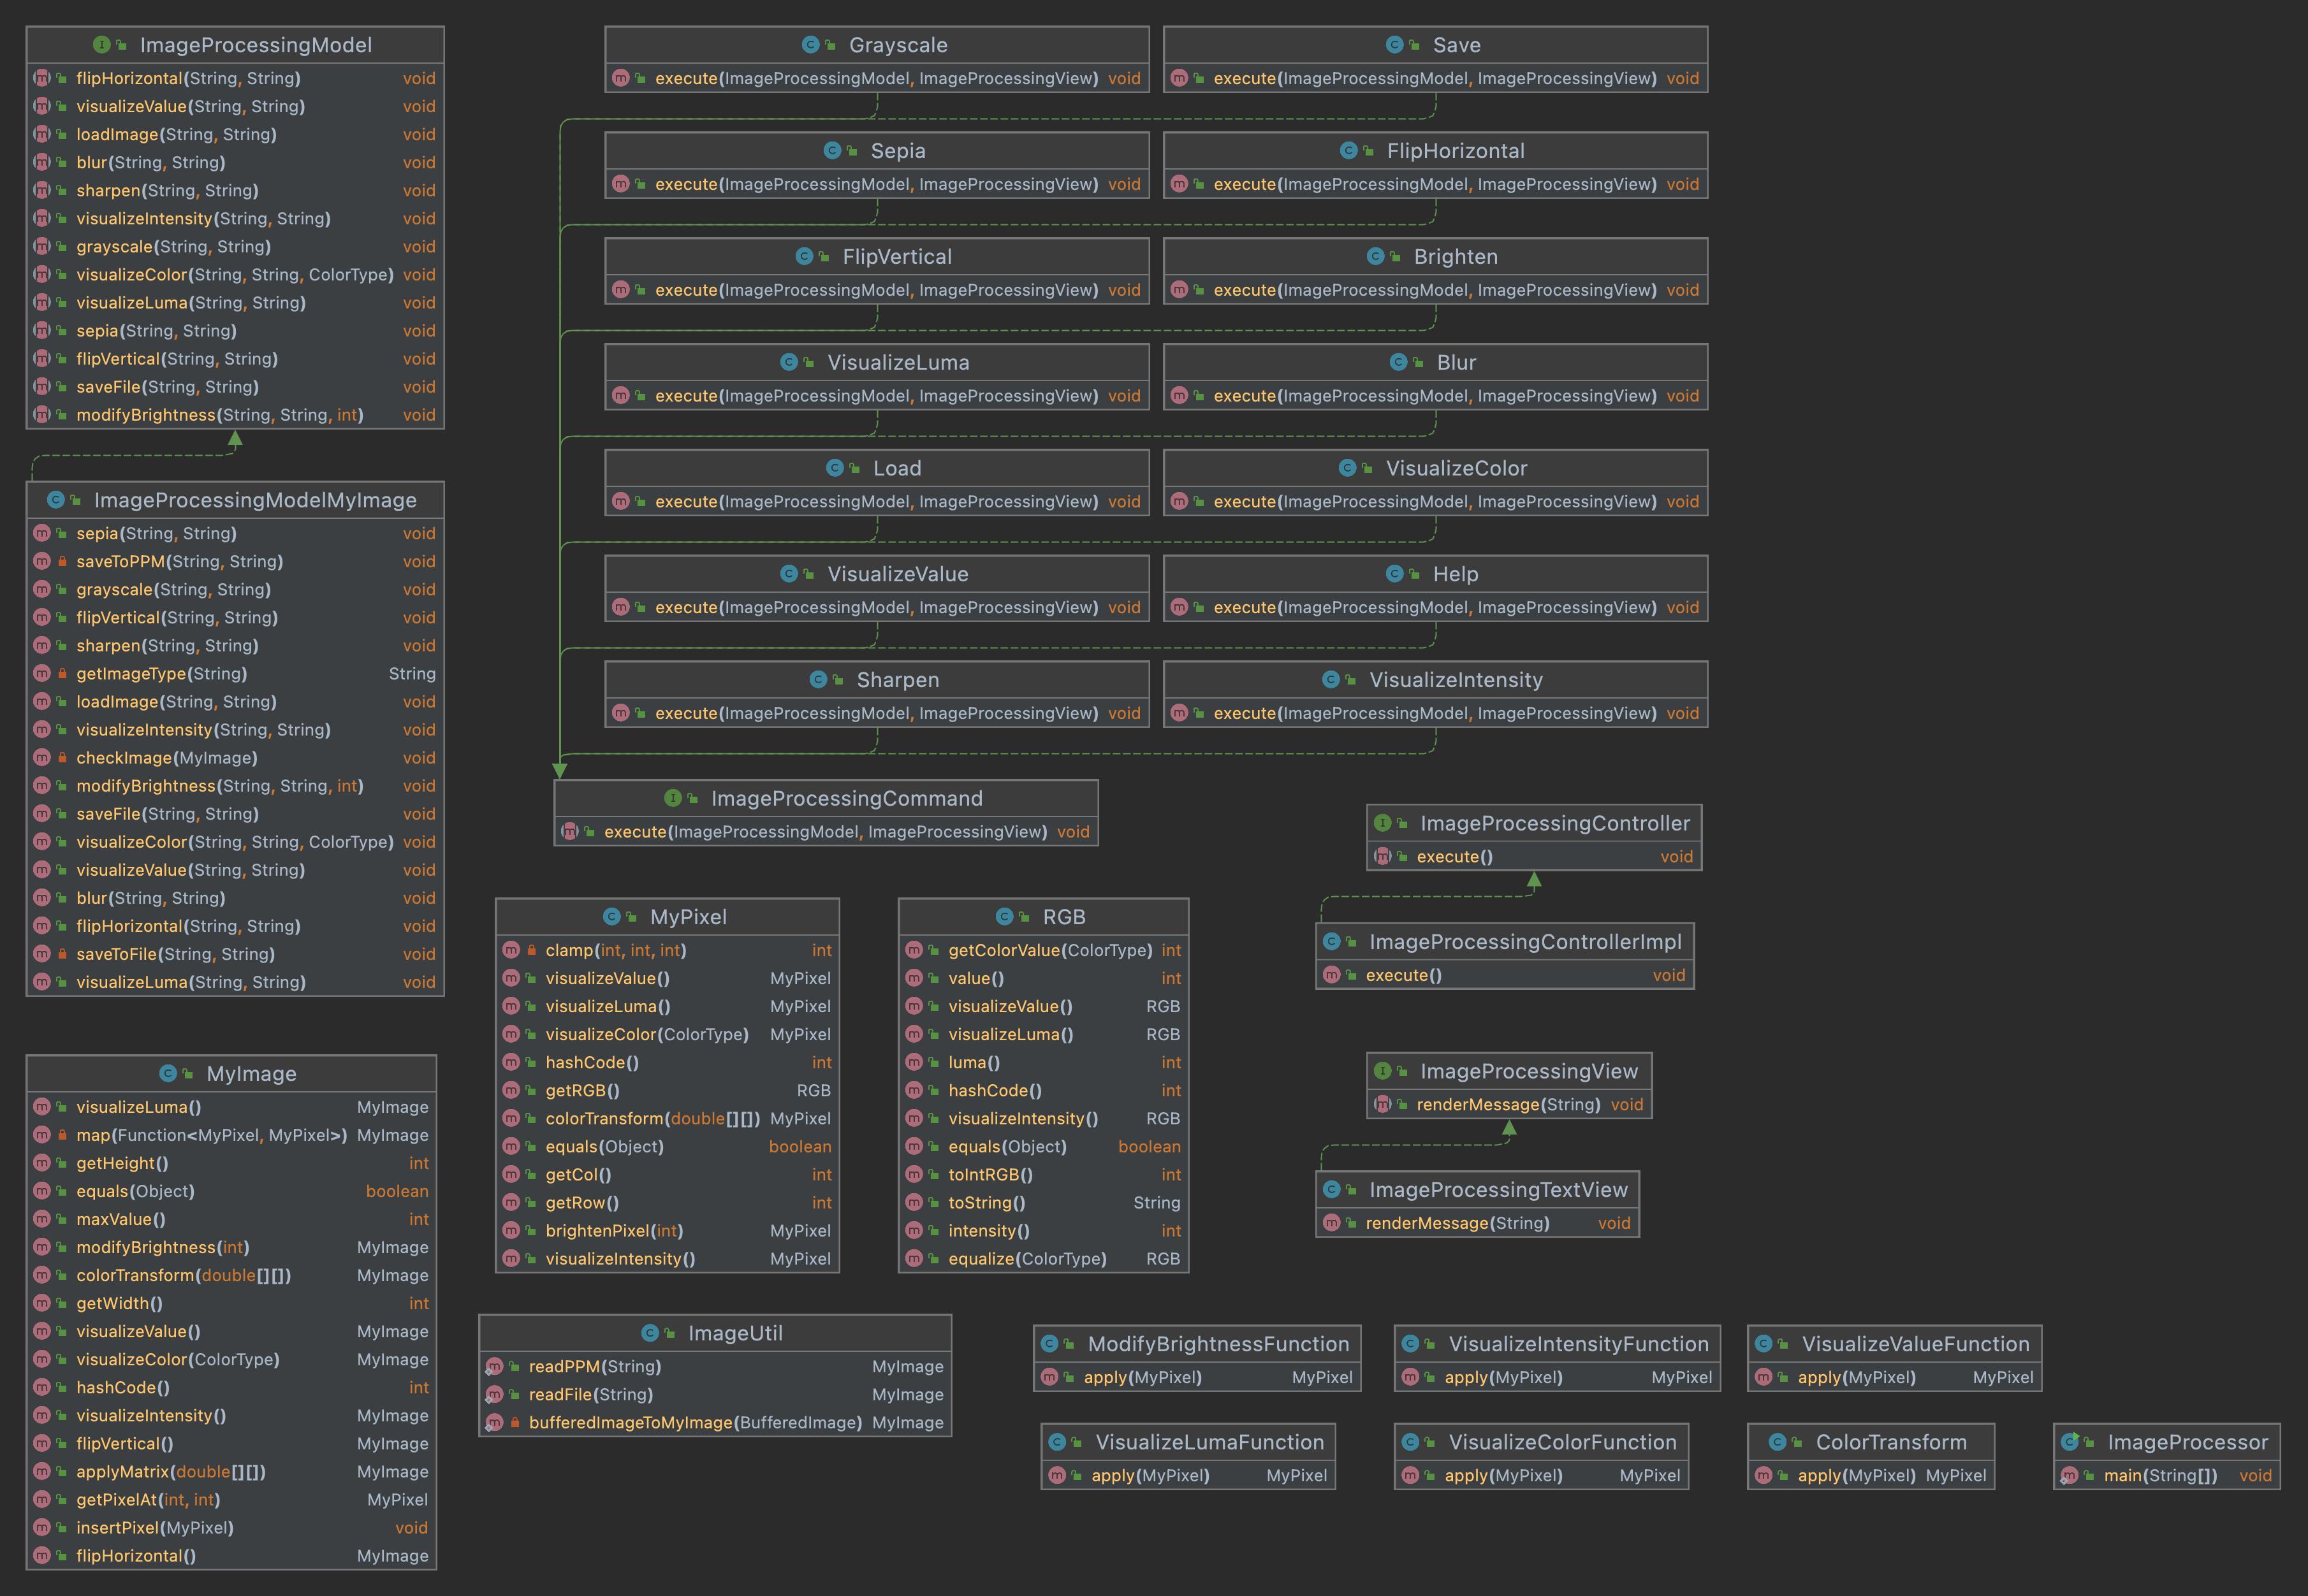 ImageProcessingModel
flipHorizontal(String, String) void
visualizeValue(String, String) void
loadImage(String, String) void
blur(String, String) void
sharpen(String, String) void
visualizeIntensity(String, String) void
grayscale(String, String) void
visualizeColor(String, String, ColorType) void
visualizeLuma(String, String) void
sepia(String, String) void
flipVertical(String, String) void
saveFile(String, String) void
modifyBrightness(String, String, int) void
ImageProcessingModelMyImage
sepia(String, String) void
saveToPPM(String, String) void
grayscale(String, String) void
flipVertical(String, String) void
sharpen(String, String) void
getImageType(String) String
loadImage(String, String) void
visualizeIntensity(String, String) void
checkImage(MyImage) void
modifyBrightness(String, String, int) void
saveFile(String, String) void
visualizeColor(String, String, ColorType) void
visualizeValue(String, String) void
blur(String, String) void
flipHorizontal(String, String) void
saveToFile(String, String) void
visualizeLuma(String, String) void
MyImage
visualizeLuma() MyImage
map(Function<MyPixel, MyPixel>) MyImage
getHeight() int
equals(Object) boolean
maxValue() int
modifyBrightness(int) MyImage
colorTransform(double[][]) MyImage
getWidth() int
visualizeValue() MyImage
visualizeColor(ColorType) MyImage
hashCode() int
visualizeIntensity() MyImage
flipVertical() MyImage
applyMatrix(double[][]) MyImage
getPixelAt(int, int) MyPixel
insertPixel(MyPixel) void
flipHorizontal() MyImage
Grayscale
execute(ImageProcessingModel, ImageProcessingView) void
Save
execute(ImageProcessingModel, ImageProcessingView) void
Sepia
execute(ImageProcessingModel, ImageProcessingView) void
FlipHorizontal
execute(ImageProcessingModel, ImageProcessingView) void
FlipVertical
execute(ImageProcessingModel, ImageProcessingView) void
Brighten
execute(ImageProcessingModel, ImageProcessingView) void
VisualizeLuma
execute(ImageProcessingModel, ImageProcessingView) void
Blur
execute(ImageProcessingModel, ImageProcessingView) void
Load
execute(ImageProcessingModel, ImageProcessingView) void
VisualizeColor
execute(ImageProcessingModel, ImageProcessingView) void
VisualizeValue
execute(ImageProcessingModel, ImageProcessingView) void
Help
execute(ImageProcessingModel, ImageProcessingView) void
Sharpen
execute(ImageProcessingModel, ImageProcessingView) void
VisualizeIntensity
execute(ImageProcessingModel, ImageProcessingView) void
ImageProcessingCommand
execute(ImageProcessingModel, ImageProcessingView) void
ImageProcessingController
execute() void
ImageProcessingControllerImpl
execute() void
MyPixel
clamp(int, int, int) int
visualizeValue() MyPixel
visualizeLuma() MyPixel
visualizeColor(ColorType) MyPixel
hashCode() int
getRGB() RGB
colorTransform(double[][]) MyPixel
equals(Object) boolean
getCol() int
getRow() int
brightenPixel(int) MyPixel
visualizeIntensity() MyPixel
RGB
getColorValue(ColorType) int
value() int
visualizeValue() RGB
visualizeLuma() RGB
luma() int
hashCode() int
visualizeIntensity() RGB
equals(Object) boolean
toIntRGB() int
toString() String
intensity() int
equalize(ColorType) RGB
ImageProcessingView
renderMessage(String) void
ImageProcessingTextView
renderMessage(String) void
ImageUtil
readPPM(String) MyImage
readFile(String) MyImage
bufferedImageToMyImage(BufferedImage) MyImage
ModifyBrightnessFunction
apply(MyPixel) MyPixel
VisualizeIntensityFunction
apply(MyPixel) MyPixel
VisualizeValueFunction
apply(MyPixel) MyPixel
VisualizeLumaFunction
apply(MyPixel) MyPixel
VisualizeColorFunction
apply(MyPixel) MyPixel
ColorTransform
apply(MyPixel) MyPixel
ImageProcessor
main(String[]) void